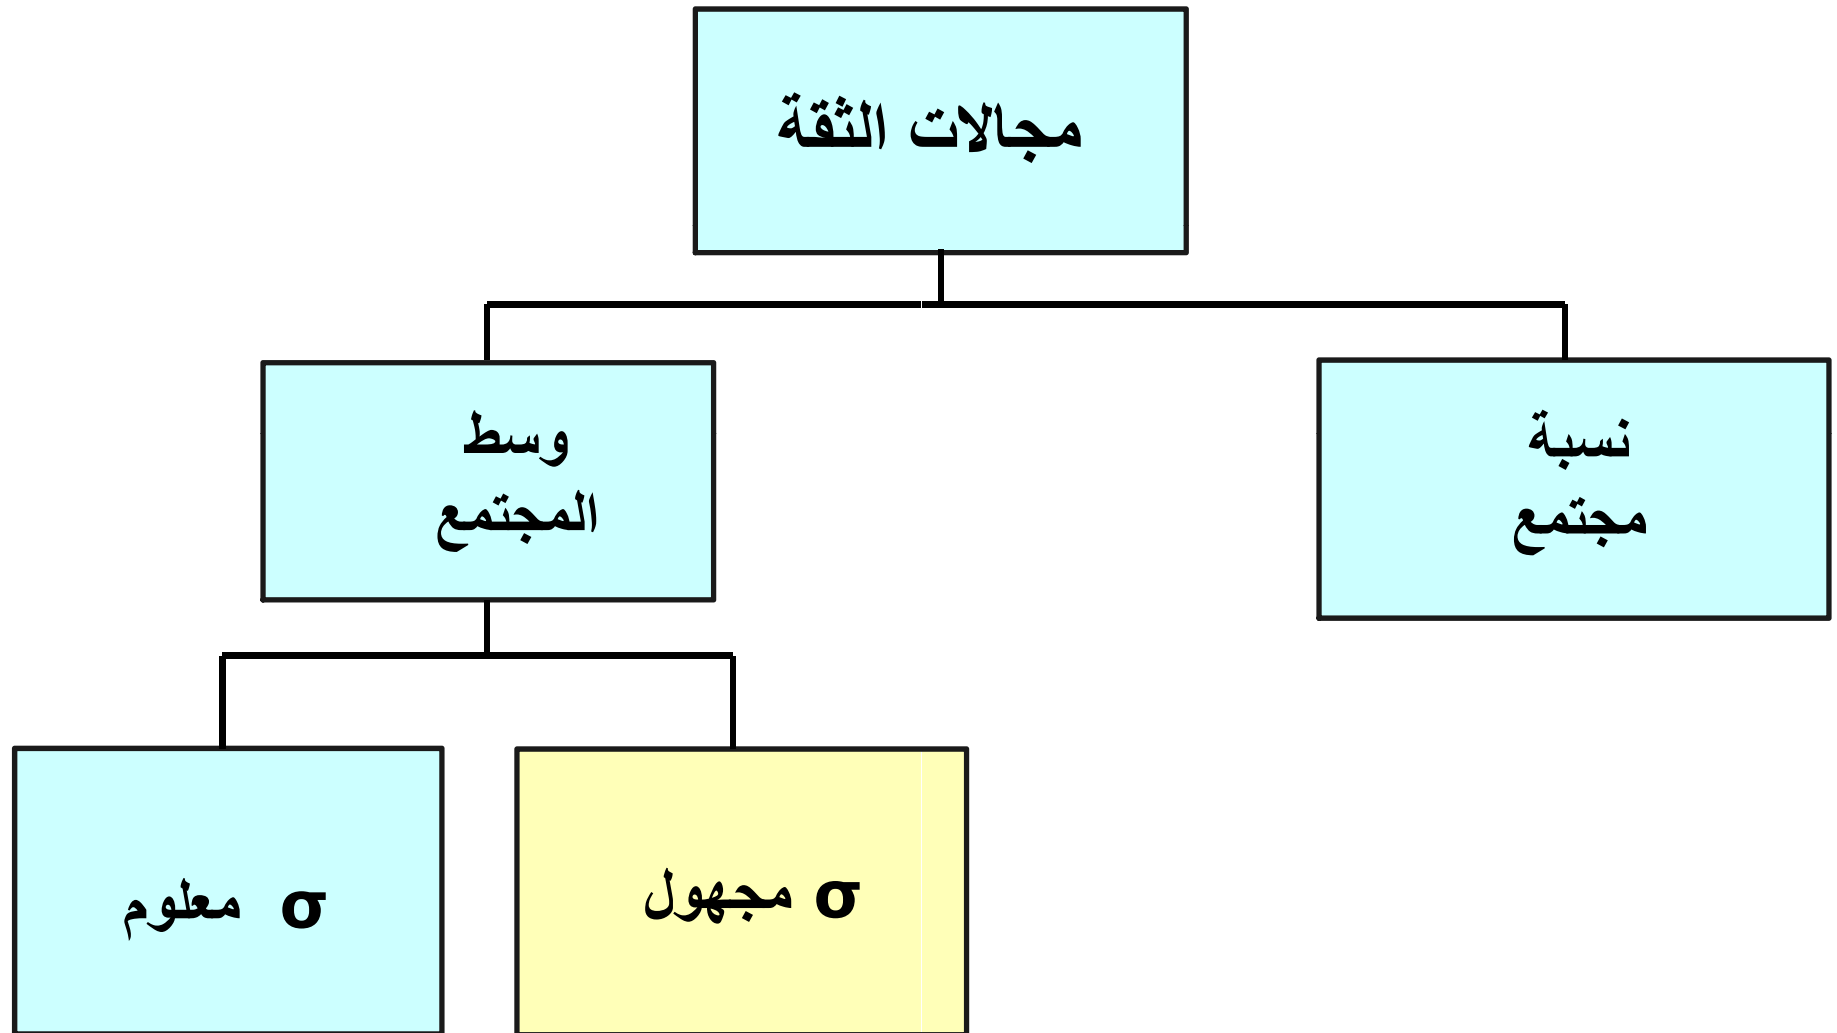 مجالات الثقة
نسبة
مجتمع
وسط
المجتمع
σ مجهول
σ معلوم